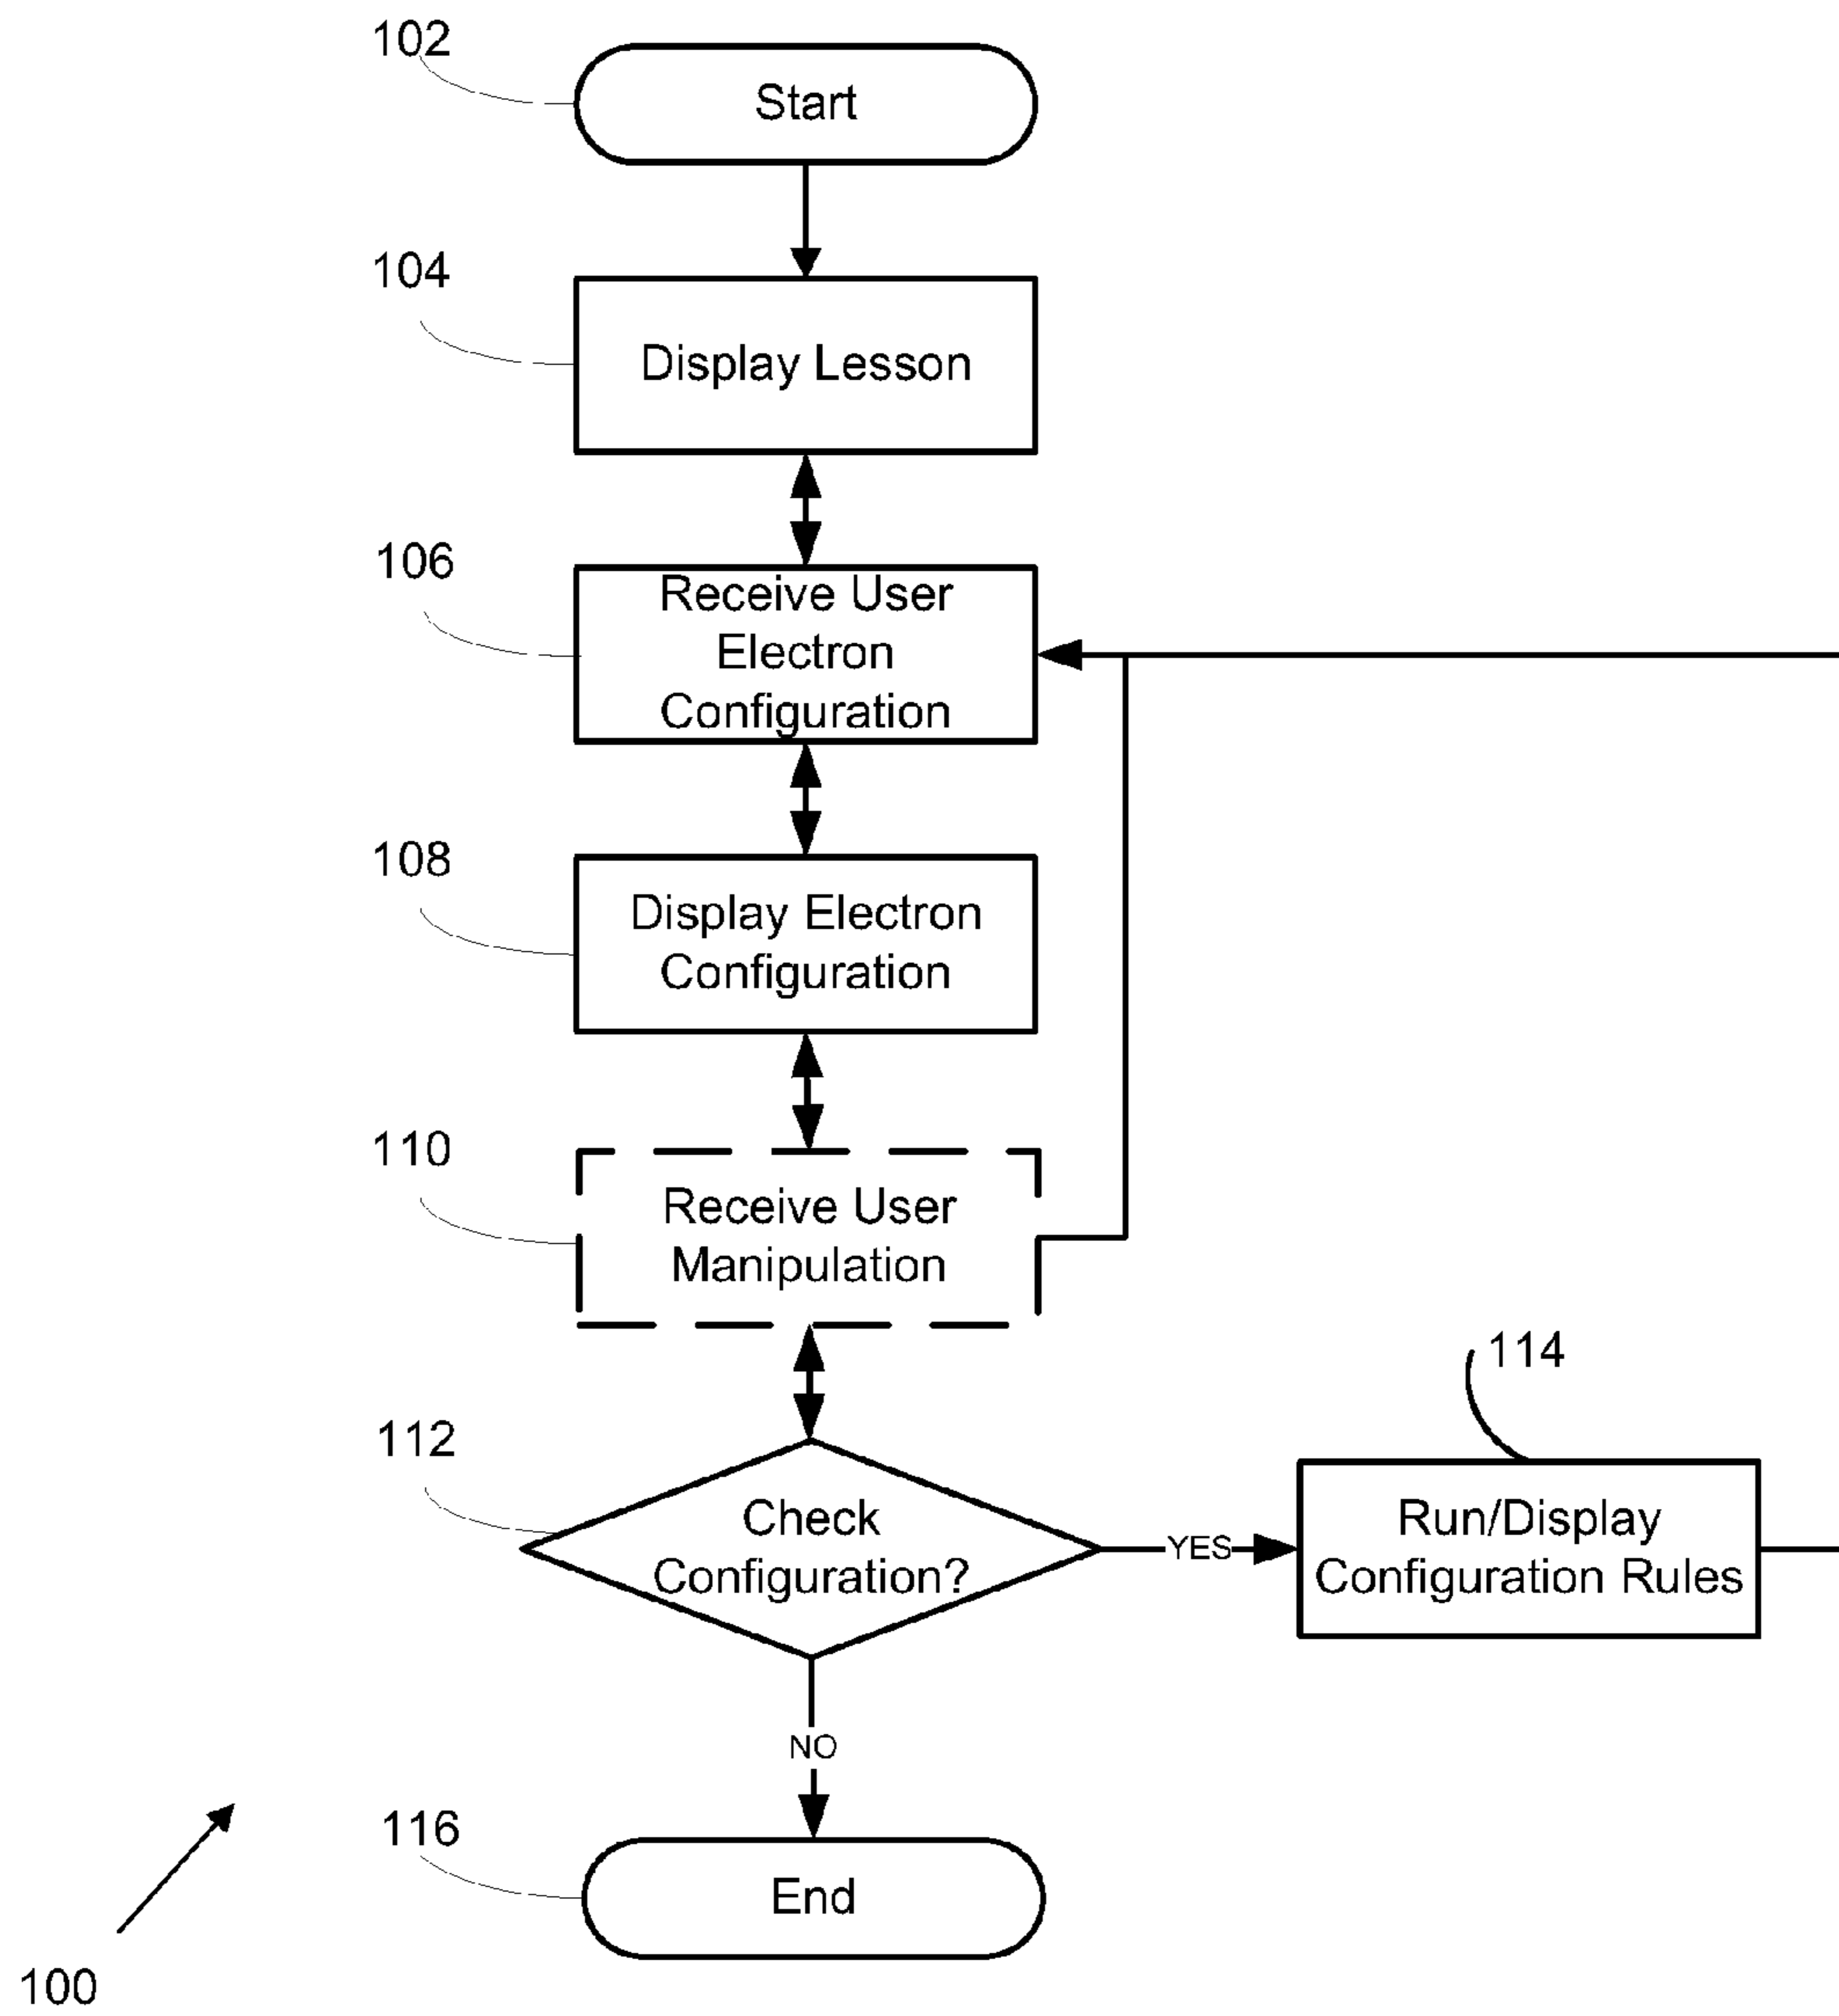 102
Start
104
Display Lesson
106
Receive User
Electron
Configuration
108
Display Electron
Configuration
110
Receive User
Manipulation
112
Check
Configuration?
YES
114
Run/Display
Configuration Rules
NO
116
End
100